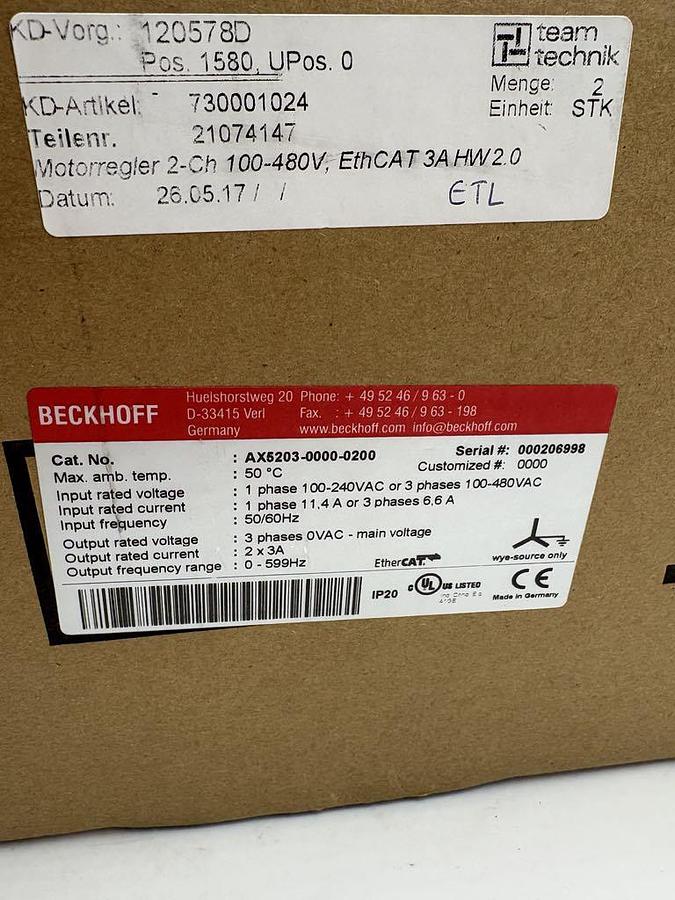 KD-Vorg.: 120578D
Pos. 1580, UPos. 0
team
technik
Menge: 2
Einheit: STK
KD-Artikel: 730001024
Teilenr. 21074147
Motorregler 2-Ch 100-480V, EthCAT 3A HW2.0
Datum: 26.05.17 / /
ETL
BECKHOFF
Huelshorstweg 20 Phone: + 49 52 46 / 9 63 - 0
D-33415 Verl Fax. : + 49 52 46 / 9 63 - 198
Germany www.beckhoff.com info@beckhoff.com
Cat. No. : AX5203-0000-0200 Serial #: 000206998
Max. amb. temp. : 50 °C Customized #: 0000
Input rated voltage : 1 phase 100-240VAC or 3 phases 100-480VAC
Input rated current : 1 phase 11,4 A or 3 phases 6,6 A
Input frequency : 50/60Hz
Output rated voltage : 3 phases 0VAC - main voltage
Output rated current : 2 x 3A
Output frequency range : 0 - 599Hz
EtherCAT
wye-source only
IP20
c UL US LISTED
CE
Made in Germany